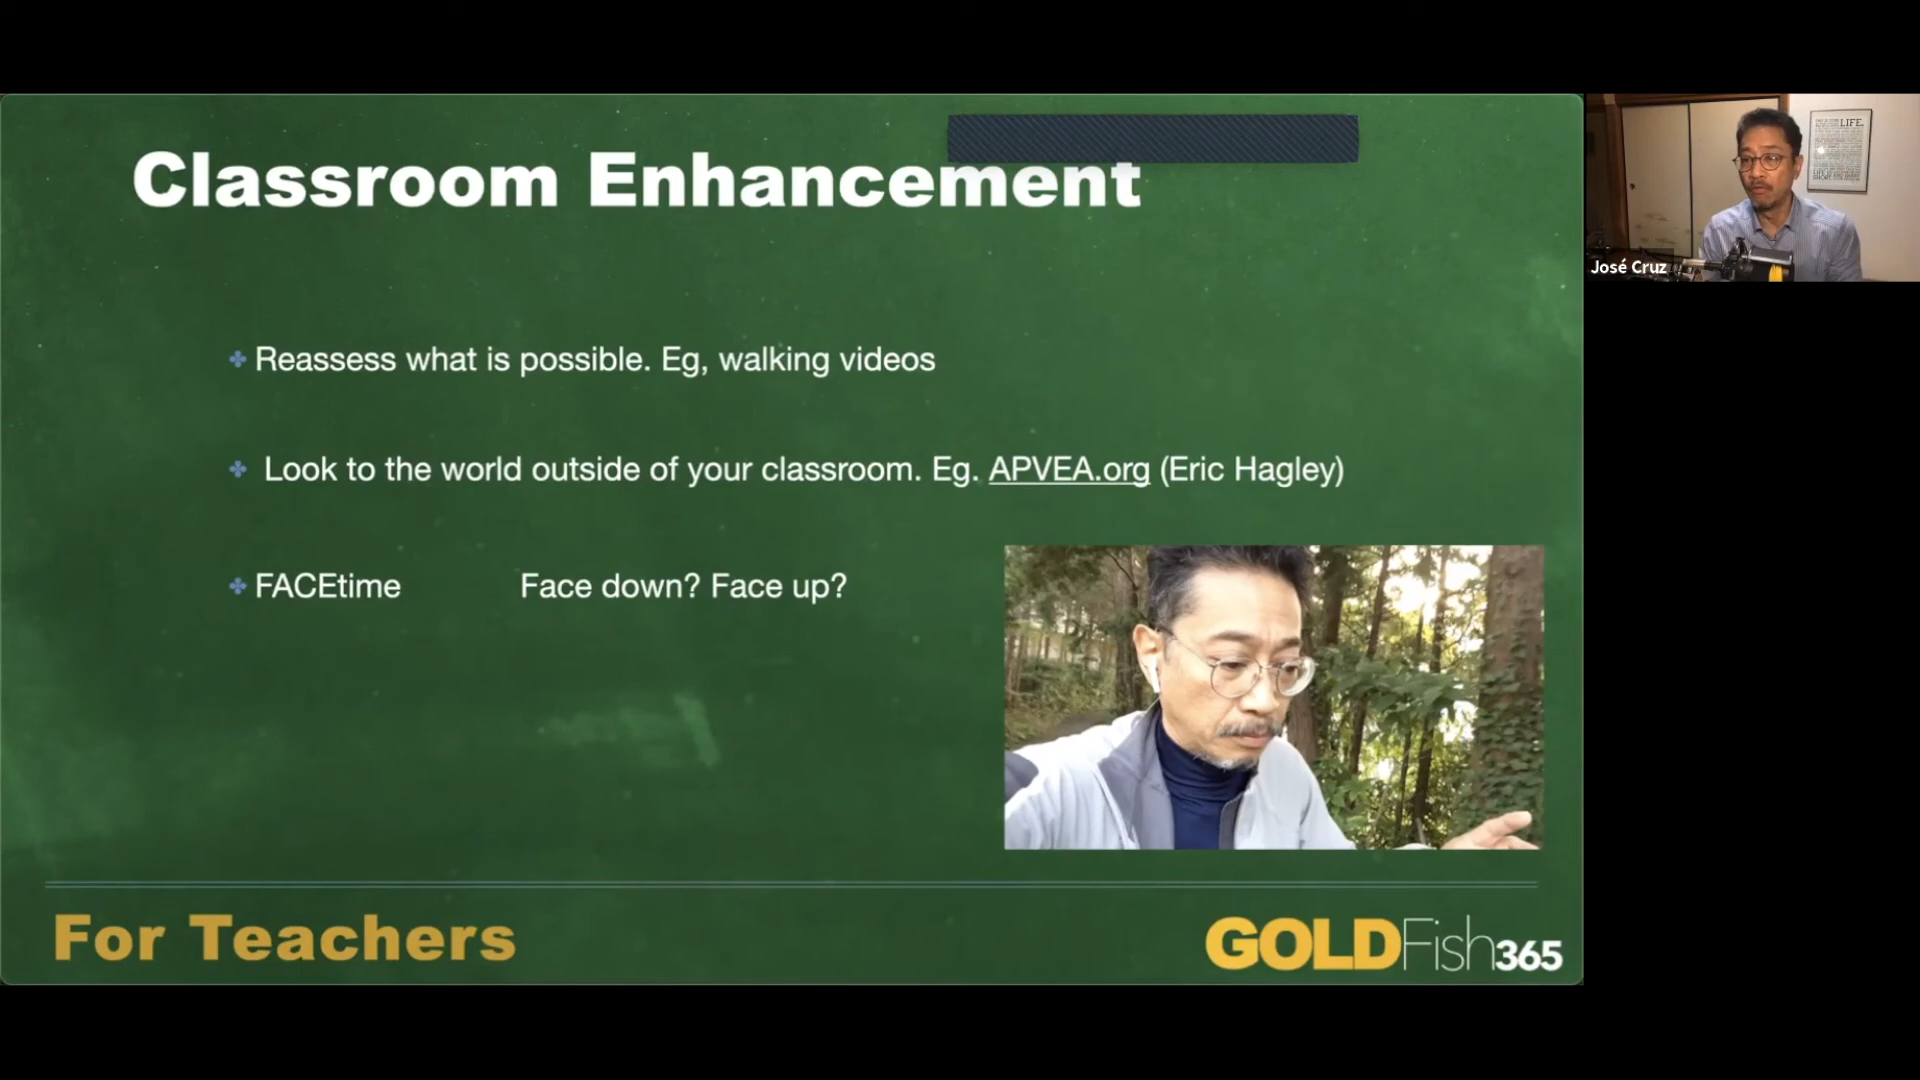 Classroom Enhancement
Reassess what is possible. Eg, walking videos
Look to the world outside of your classroom. Eg. APVEA.org (Eric Hagley)
FACEtime Face down? Face up?
For Teachers
GOLDFish365
LIFE.
José Cruz